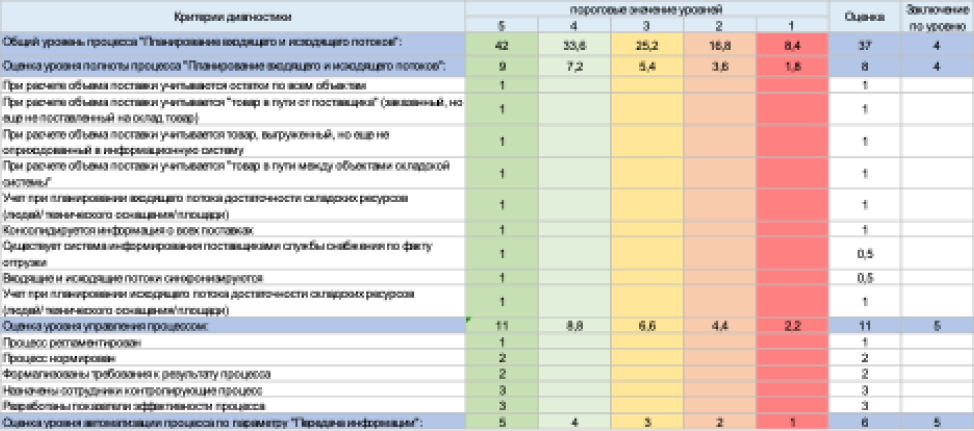 Критерии диагностики пороговые значение уровней Оценка Заключение по уровню
5 4 3 2 1
Общий уровень процесса "Планирование входящего и исходящего потоков": 42 33,6 25,2 16,8 8,4 37 4
Оценка уровня полноты процесса "Планирование входящего и исходящего потоков": 9 7,2 5,4 3,6 1,8 8 4
При расчете объема поставки учитываются остатки по всем объектам 1 1
При расчете объема поставки учитывается "товар в пути от поставщика" (заказанный, но
еще не поставленный на склад товар) 1 1
При расчете объема поставки учитывается товар, выгруженный, но еще не
оприходованный в информационную систему 1 1
При расчете объема поставки учитывается "товар в пути между объектами складской
системы" 1 1
Учет при планировании входящего потока достаточности складских ресурсов
(людей/технического оснащения/площади) 1 1
Консолидируется информация о всех поставках 1 1
Существует система информирования поставщиками службы снабжения по факту
отгрузки 1 0,5
Входящие и исходящие потоки синхронизируются 1 0,5
Учет при планировании исходящего потока достаточности складских ресурсов
(людей/технического оснащения/площади) 1 1
Оценка уровня управления процессом: 11 8,8 6,6 4,4 2,2 11 5
Процесс регламентирован 1 1
Процесс нормирован 2 2
Формализованы требования к результату процесса 2 2
Назначены сотрудники контролирующие процесс 3 3
Разработаны показатели эффективности процесса 3 3
Оценка уровня автоматизации процесса по параметру "Передача информации": 5 4 3 2 1 6 5